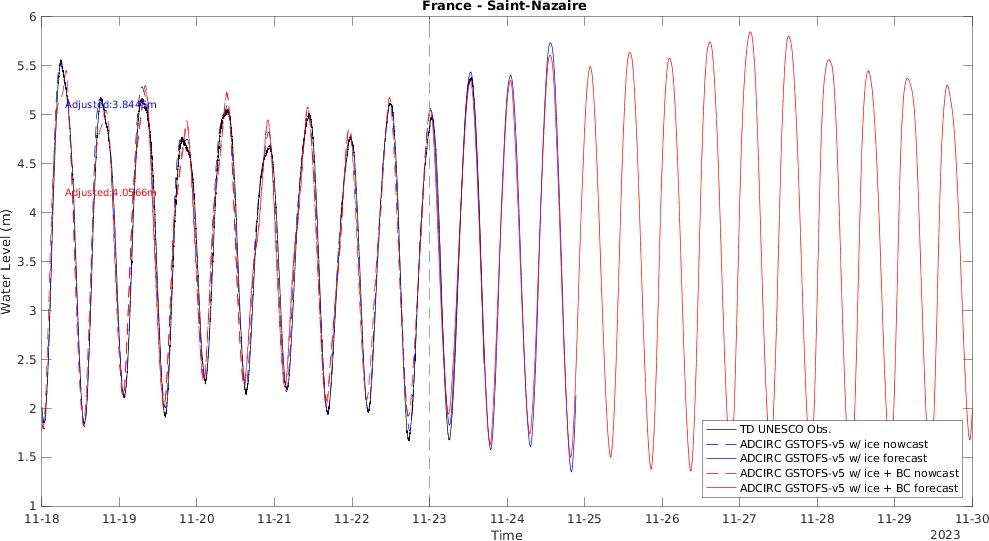 France - Saint-Nazaire
6
5.5
5
4.5
4
3.5
3
2.5
2
1.5
1
Water Level (m)
Adjusted:4.0566m
TD UNESCO Obs.
ADCIRC GSTOFS-v5 w/ ice nowcast
ADCIRC GSTOFS-v5 w/ ice forecast
ADCIRC GSTOFS-v5 w/ ice + BC nowcast
ADCIRC GSTOFS-v5 w/ ice + BC forecast
11-18 11-19 11-20 11-21 11-22 11-23 11-24 11-25 11-26 11-27 11-28 11-29 11-30
Time
2023